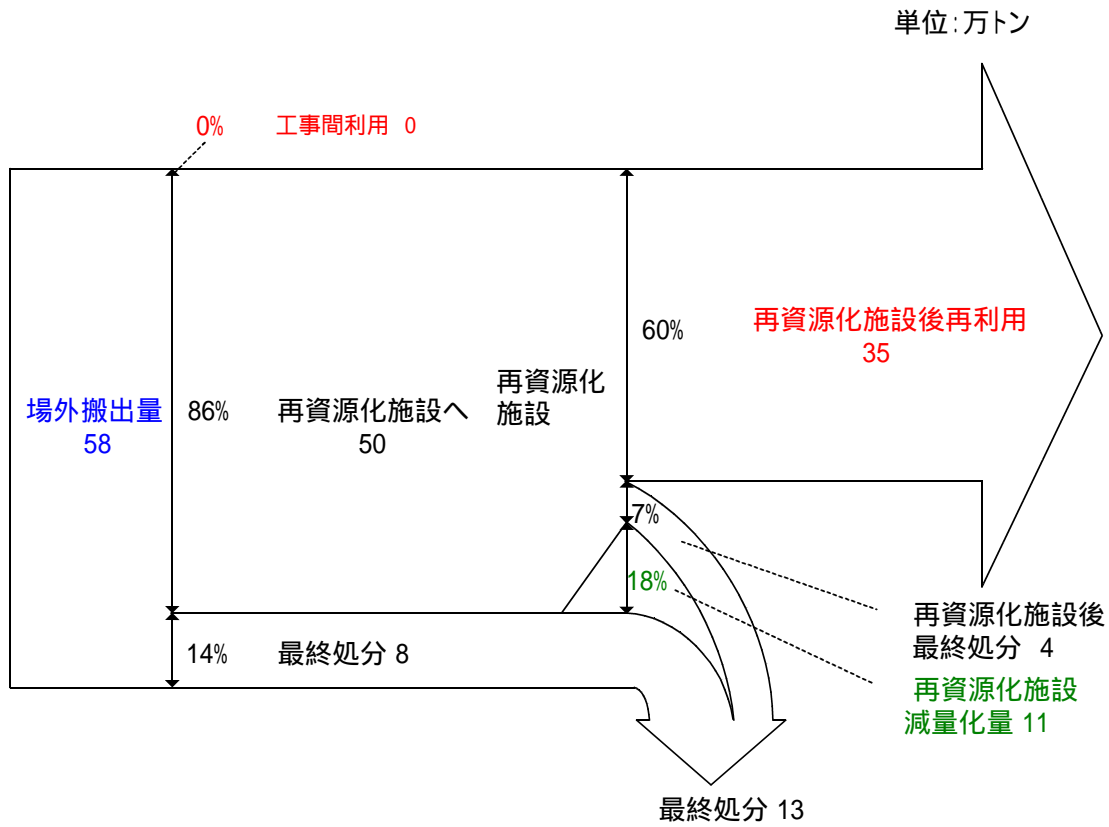 単位:万トン
0% 工事間利用 0
60%
再資源化施設後再利用
35
場外搬出量
58
86%
再資源化施設へ
50
再資源化
施設
7%
18%
14%
最終処分 8
再資源化施設後
最終処分 4
再資源化施設
減量化量 11
最終処分 13